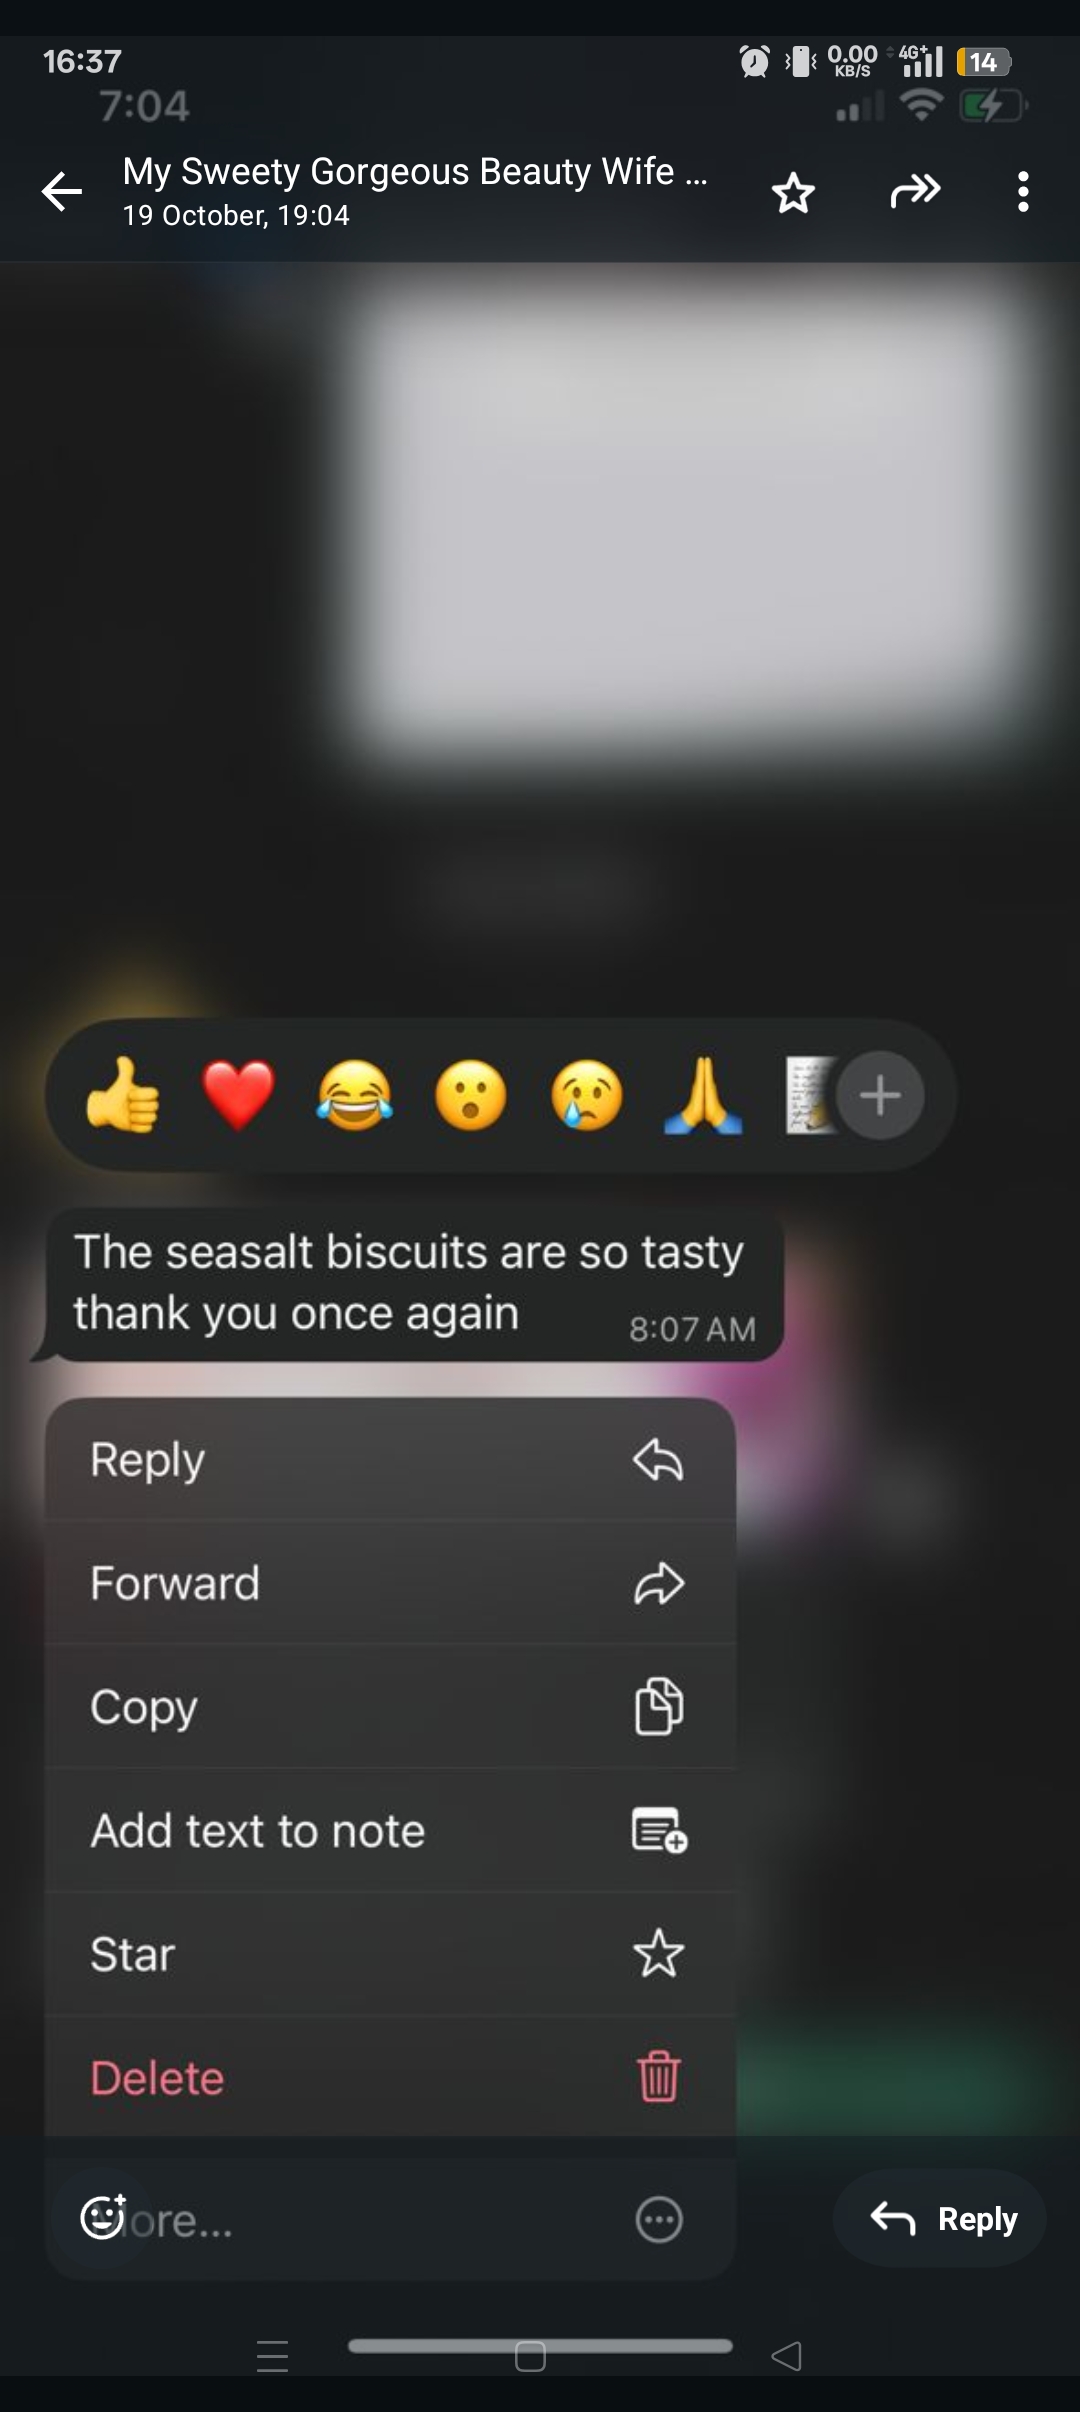 16:37
0.00
KB/S
4G+
14
7:04
My Sweety Gorgeous Beauty Wife ...
19 October, 19:04
The seasalt biscuits are so tasty
thank you once again
8:07 AM
Reply
Forward
Copy
Add text to note
Star
Delete
ore...
Reply